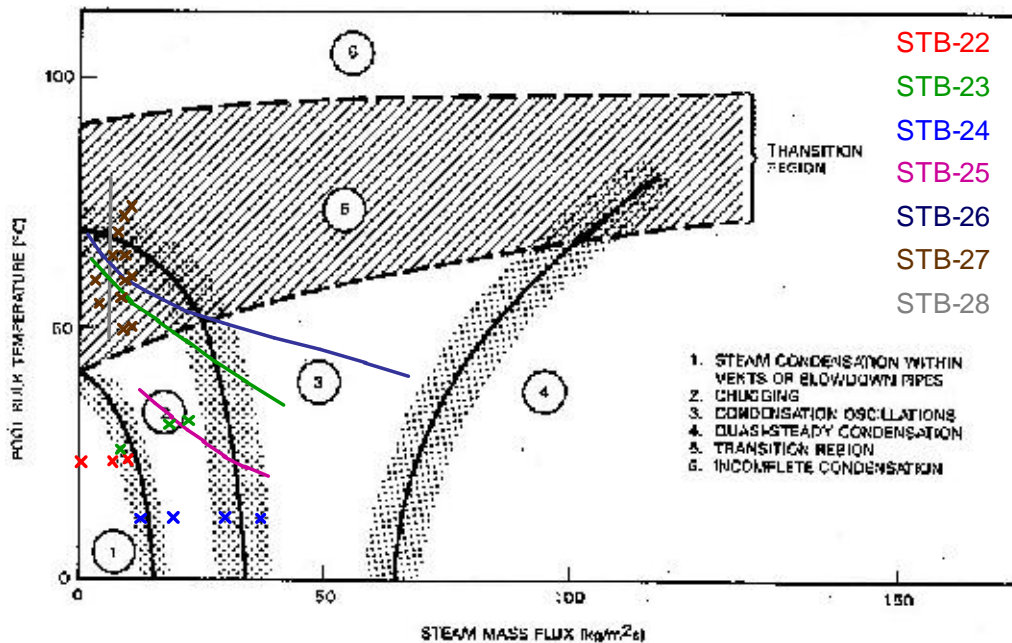 6
STB-22
STB-23
100
STB-24
TRANSITION
REGION
STB-25
5
STB-26
STB-27
STB-28
50
3
1. STEAM CONDENSATION WITHIN
VENTS OR BLOWDOWN PIPES
2. CHUGGING
3. CONDENSATION OSCILLATIONS
4. QUASI-STEADY CONDENSATION
5. TRANSITION REGION
6. INCOMPLETE CONDENSATION
4
2
1
0
0
50
100
150
POOL BULK TEMPERATURE [°C]
STEAM MASS FLUX [kg/m²s]